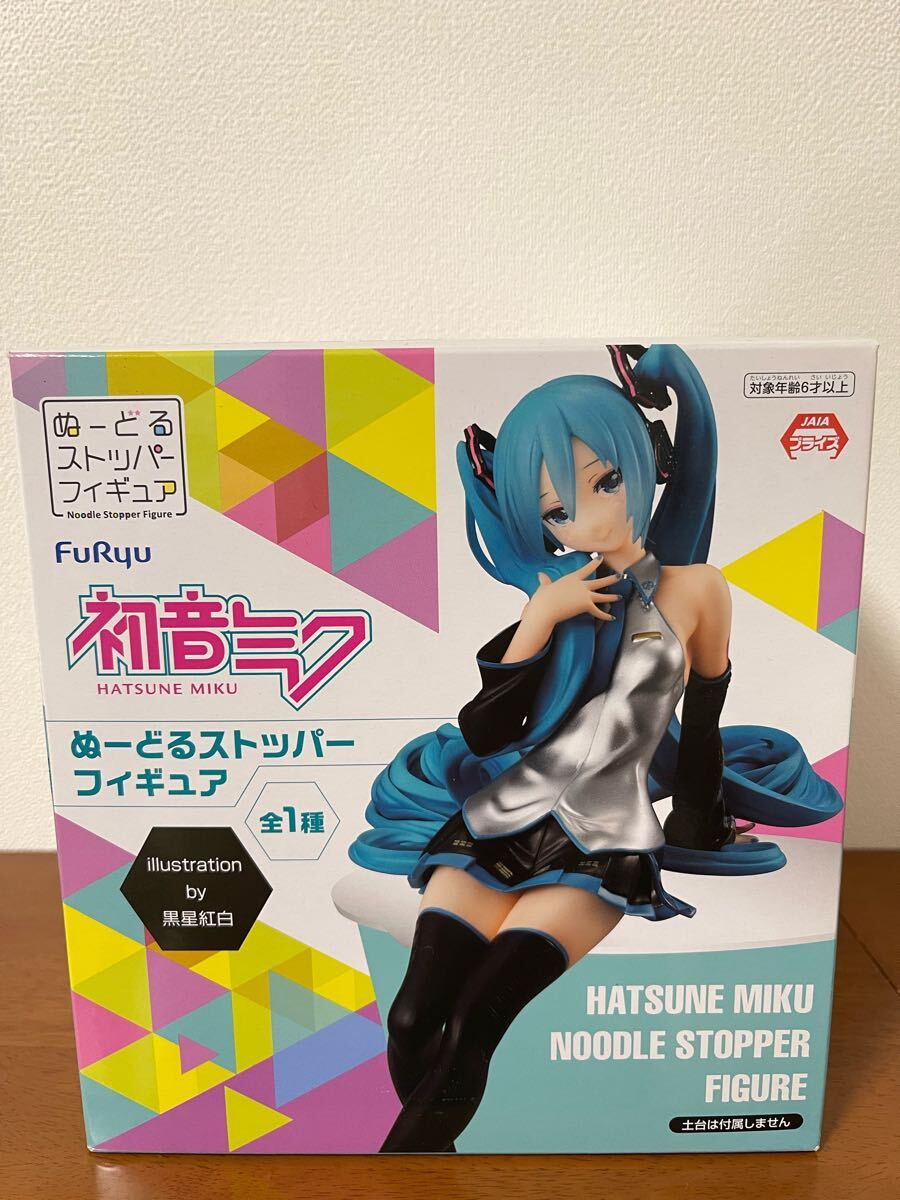 ぬーどる
ストッパー
フィギュア
Noodle Stopper Figure
FuRyu
初音ミク
HATSUNE MIKU
ぬーどるストッパー
フィギュア
全1種
illustration
by
黒星紅白
たいしょうねんれい さい いじょう
対象年齢6才以上
JAIA
プライズ
HATSUNE MIKU
NOODLE STOPPER
FIGURE
土台は付属しません